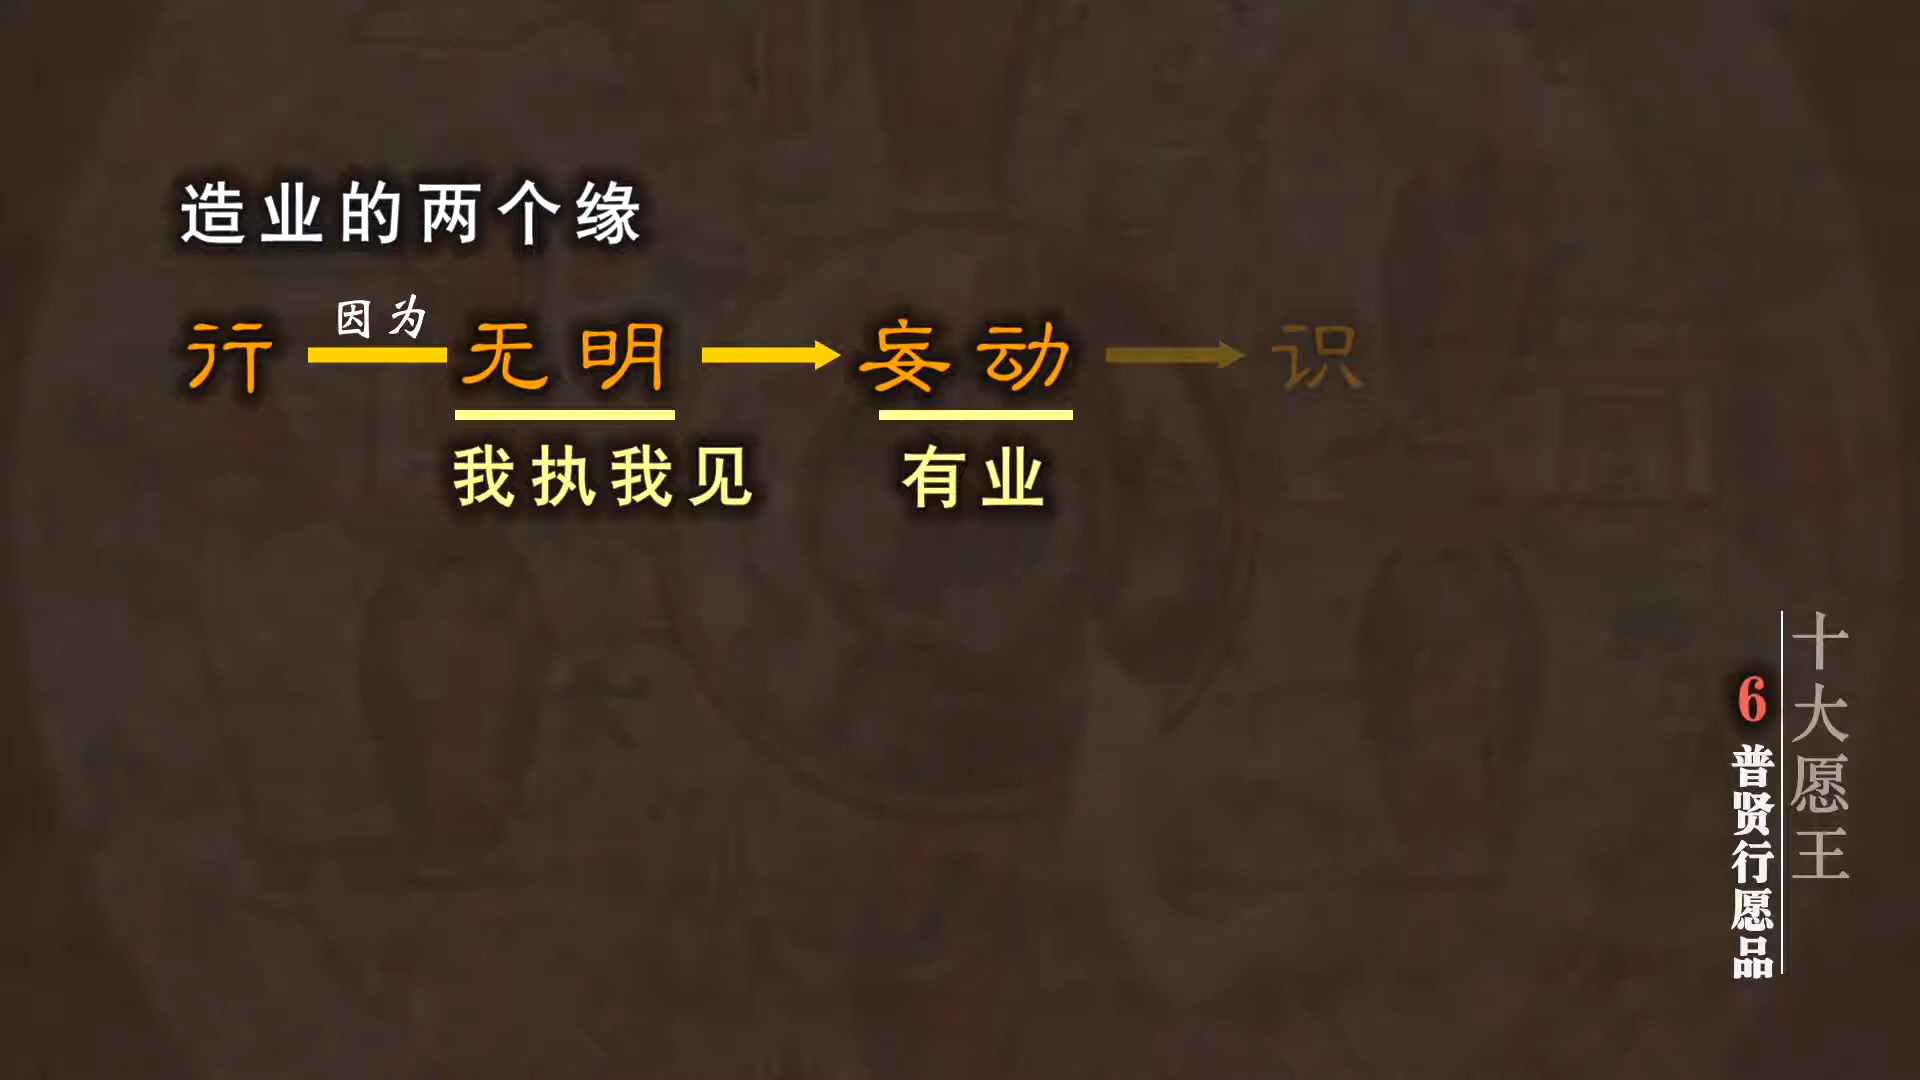 造业的两个缘
因为
行 无明 妄动 识
我执我见 有业
十大愿王
6 普贤行愿品